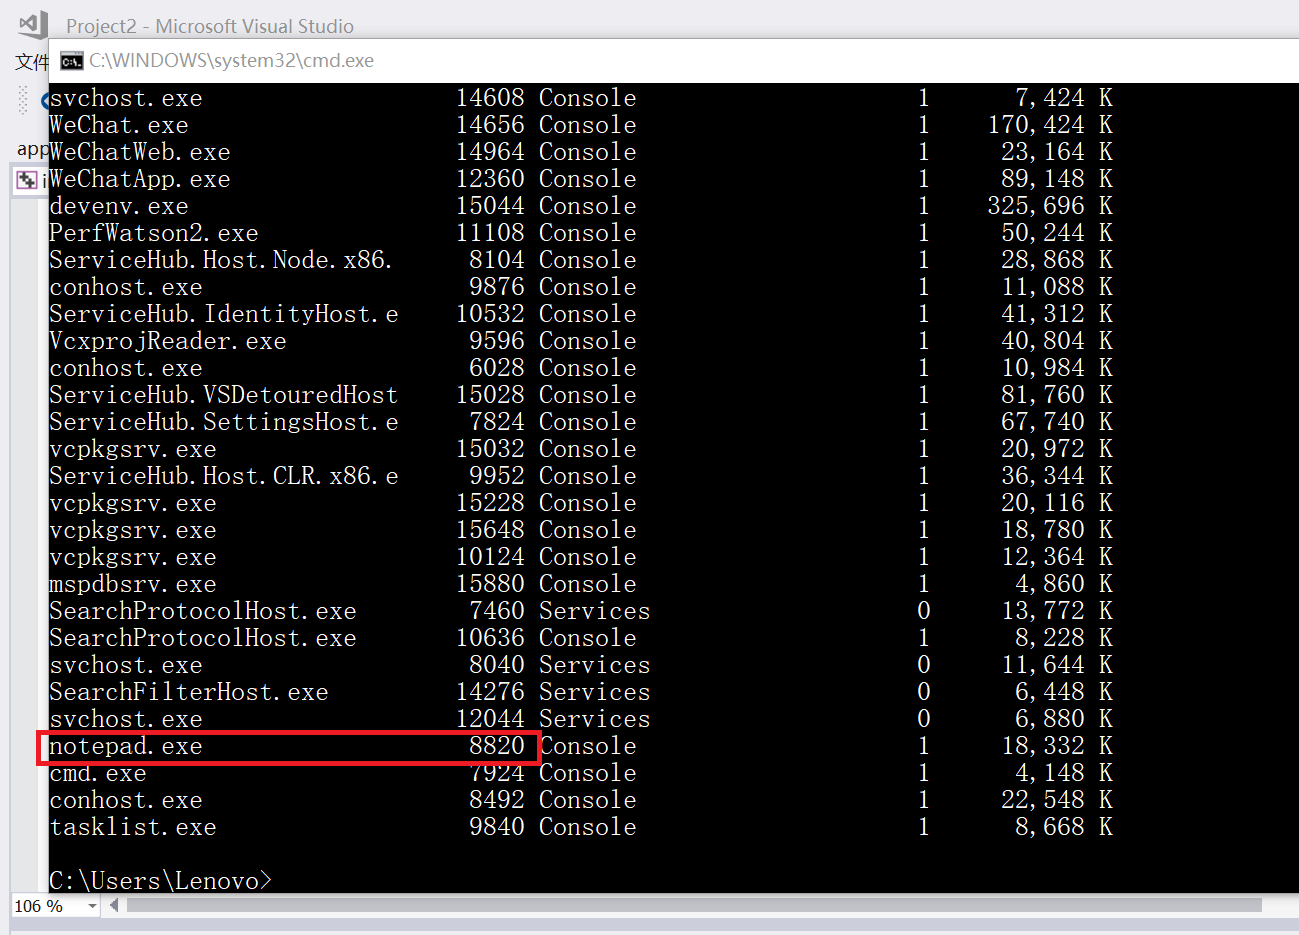 Project2 - Microsoft Visual Studio
文件
C:\WINDOWS\system32\cmd.exe
app
i
svchost.exe 14608 Console 1 7,424 K
WeChat.exe 14656 Console 1 170,424 K
WeChatWeb.exe 14964 Console 1 23,164 K
WeChatApp.exe 12360 Console 1 89,148 K
devenv.exe 15044 Console 1 325,696 K
PerfWatson2.exe 11108 Console 1 50,244 K
ServiceHub.Host.Node.x86. 8104 Console 1 28,868 K
conhost.exe 9876 Console 1 11,088 K
ServiceHub.IdentityHost.e 10532 Console 1 41,312 K
VcxprojReader.exe 9596 Console 1 40,804 K
conhost.exe 6028 Console 1 10,984 K
ServiceHub.VSDetouredHost 15028 Console 1 81,760 K
ServiceHub.SettingsHost.e 7824 Console 1 67,740 K
vcpkgsrv.exe 15032 Console 1 20,972 K
ServiceHub.Host.CLR.x86.e 9952 Console 1 36,344 K
vcpkgsrv.exe 15228 Console 1 20,116 K
vcpkgsrv.exe 15648 Console 1 18,780 K
vcpkgsrv.exe 10124 Console 1 12,364 K
mspdbsrv.exe 15880 Console 1 4,860 K
SearchProtocolHost.exe 7460 Services 0 13,772 K
SearchProtocolHost.exe 10636 Console 1 8,228 K
svchost.exe 8040 Services 0 11,644 K
SearchFilterHost.exe 14276 Services 0 6,448 K
svchost.exe 12044 Services 0 6,880 K
notepad.exe 8820 Console 1 18,332 K
cmd.exe 7924 Console 1 4,148 K
conhost.exe 8492 Console 1 22,548 K
tasklist.exe 9840 Console 1 8,668 K
C:\Users\Lenovo>
106 %